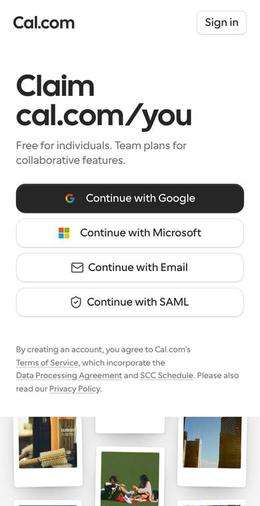 Cal.com
Sign in
Claim
cal.com/you
Free for individuals. Team plans for
collaborative features.
Continue with Google
Continue with Microsoft
Continue with Email
Continue with SAML
By creating an account, you agree to Cal.com's
Terms of Service, which incorporate the
Data Processing Agreement and SCC Schedule. Please also
read our Privacy Policy.